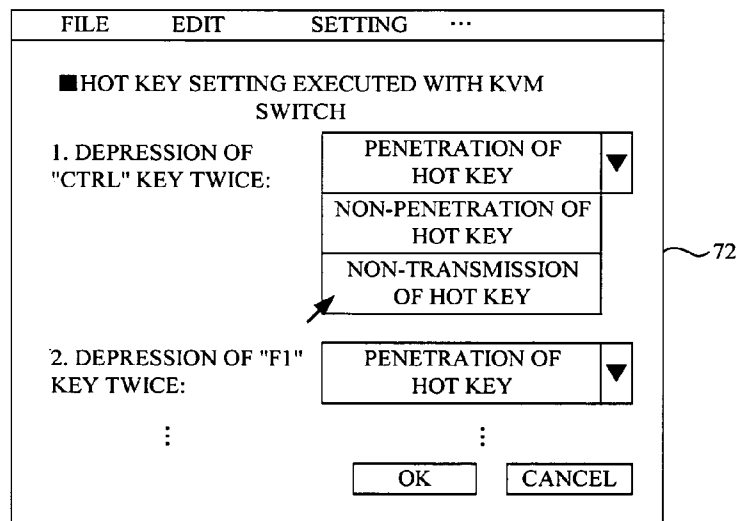 FILE EDIT SETTING ...
■HOT KEY SETTING EXECUTED WITH KVM
SWITCH
1. DEPRESSION OF
"CTRL" KEY TWICE:
PENETRATION OF
HOT KEY
▼
NON-PENETRATION OF
HOT KEY
NON-TRANSMISSION
OF HOT KEY
72
2. DEPRESSION OF "F1"
KEY TWICE:
PENETRATION OF
HOT KEY
▼
⋮ ⋮
OK CANCEL